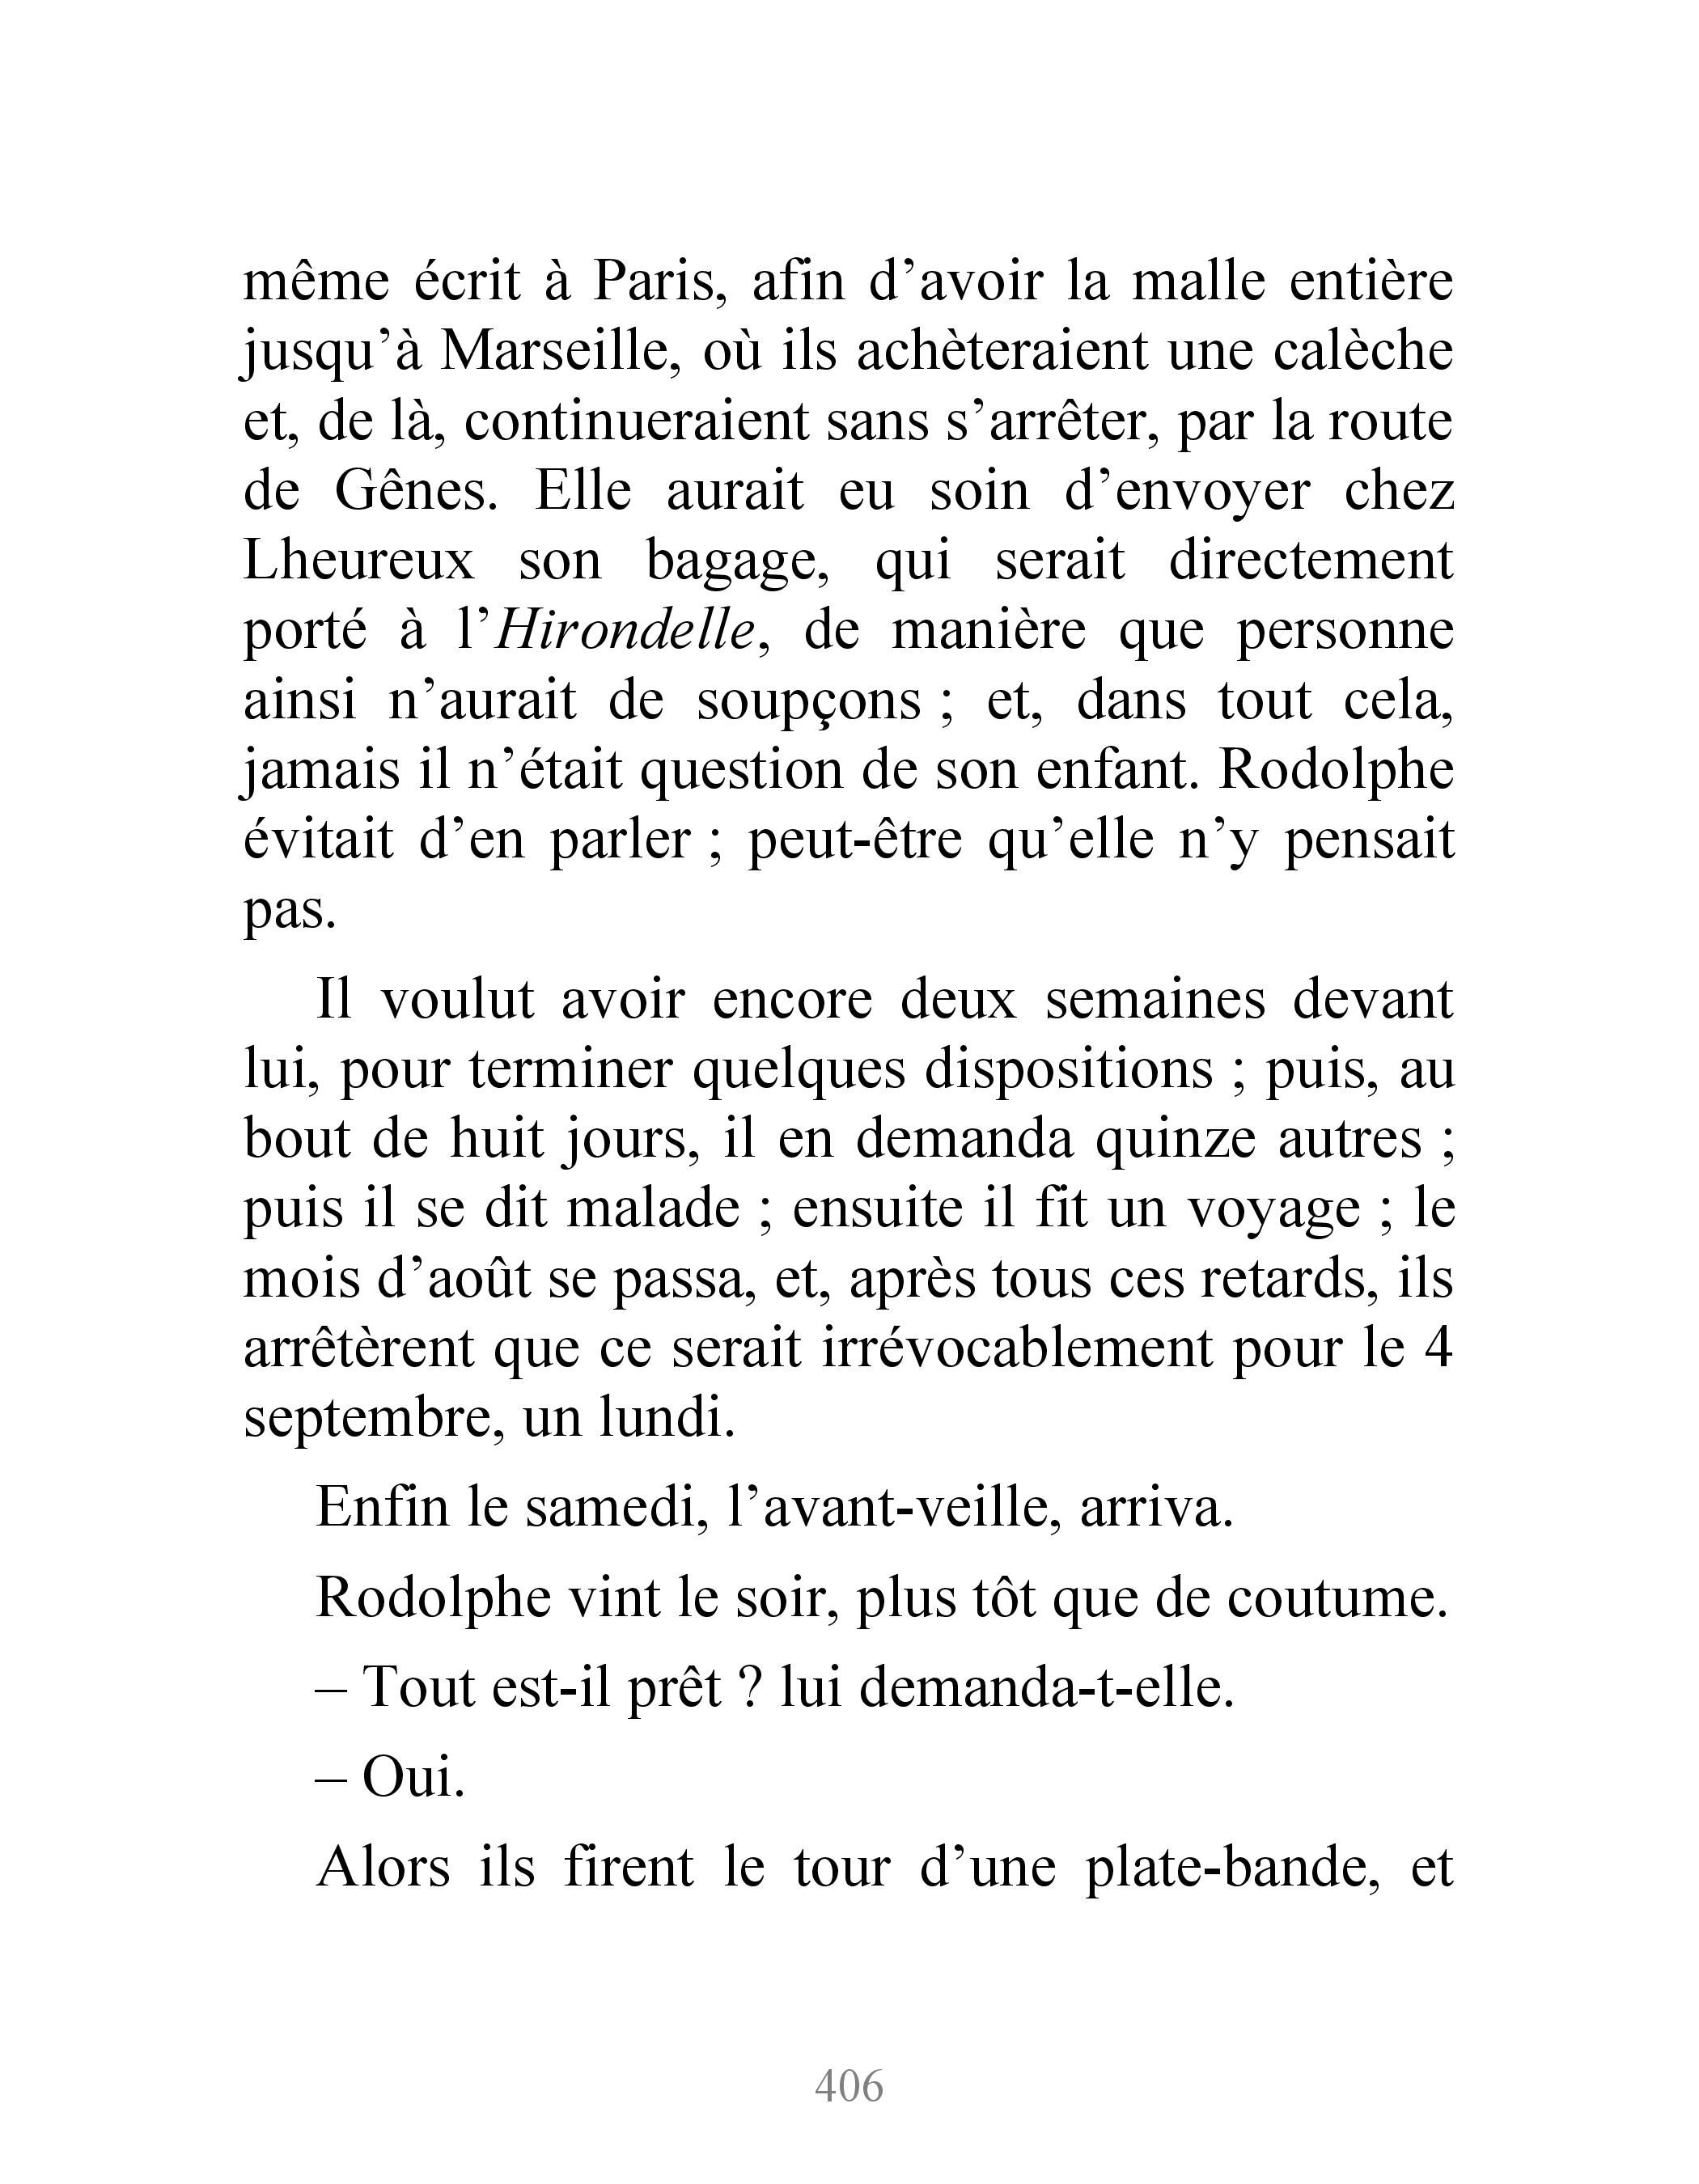 même écrit à Paris, afin d’avoir la malle entière
jusqu’à Marseille, où ils achèteraient une calèche
et, de là, continueraient sans s’arrêter, par la route
de Gênes. Elle aurait eu soin d’envoyer chez
Lheureux son bagage, qui serait directement
porté à l’Hirondelle, de manière que personne
ainsi n’aurait de soupçons ; et, dans tout cela,
jamais il n’était question de son enfant. Rodolphe
évitait d’en parler ; peut-être qu’elle n’y pensait
pas.
Il voulut avoir encore deux semaines devant
lui, pour terminer quelques dispositions ; puis, au
bout de huit jours, il en demanda quinze autres ;
puis il se dit malade ; ensuite il fit un voyage ; le
mois d’août se passa, et, après tous ces retards, ils
arrêtèrent que ce serait irrévocablement pour le 4
septembre, un lundi.
Enfin le samedi, l’avant-veille, arriva.
Rodolphe vint le soir, plus tôt que de coutume.
– Tout est-il prêt ? lui demanda-t-elle.
– Oui.
Alors ils firent le tour d’une plate-bande, et
406